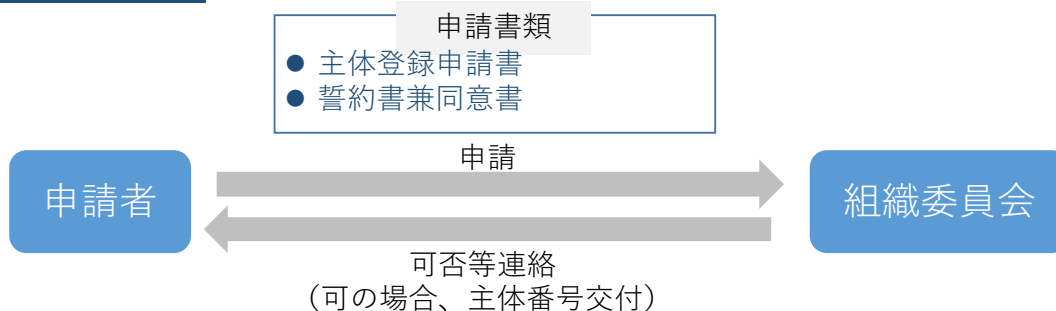 申請書類
● 主体登録申請書
● 誓約書兼同意書
申請
申請者
組織委員会
可否等連絡
（可の場合、主体番号交付）